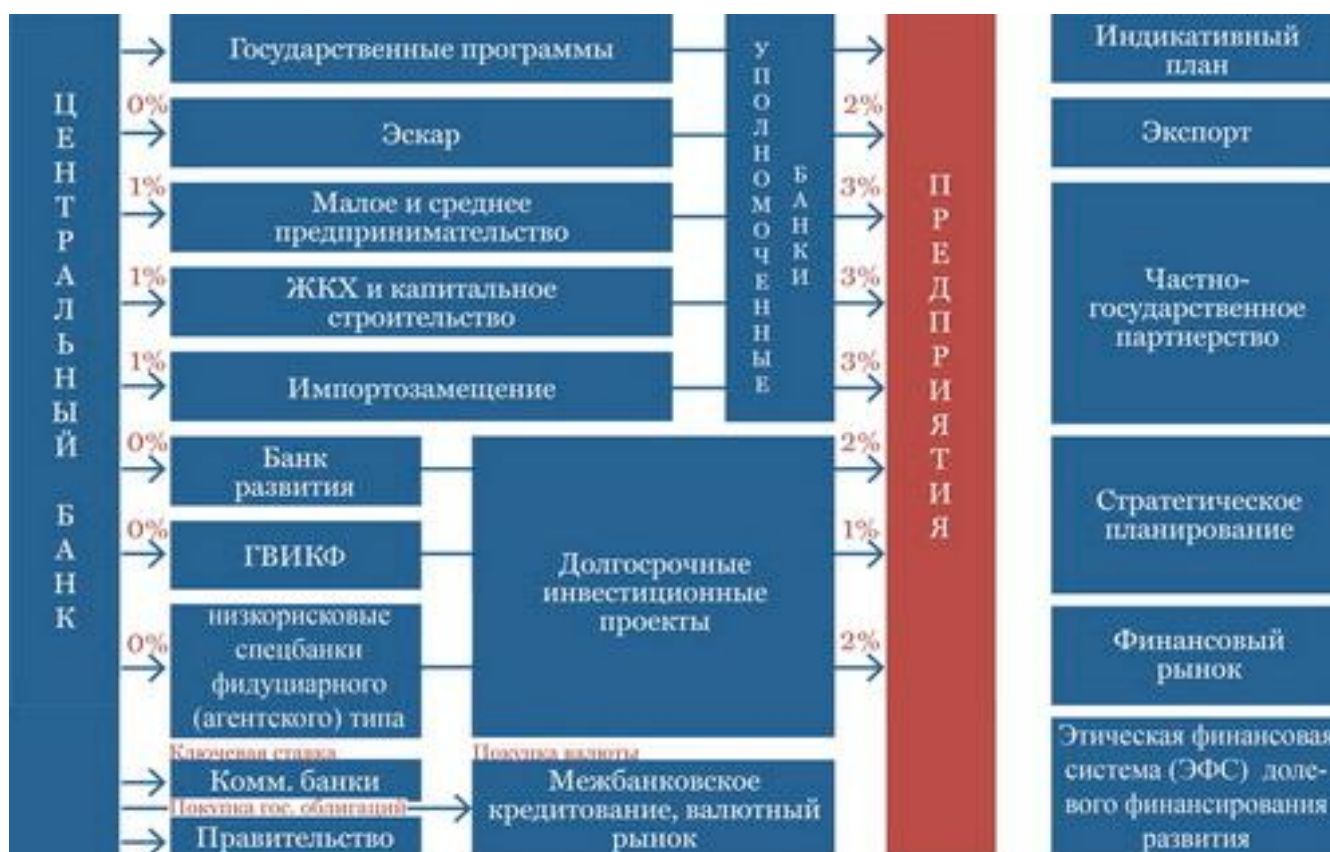 ЦЕНТРАЛЬНЫЙ БАНК
Государственные программы
0%
Эскар
1%
Малое и среднее
предпринимательство
1%
ЖКХ и капитальное
строительство
1%
Импортозамещение
УПОЛНОМОЧЕННЫЕ
БАНКИ
0%
Банк
развития
0%
ГВИКФ
0%
низкорисковые
спецбанки
фидуциарного
(агентского) типа
Долгосрочные
инвестиционные
проекты
Ключевая ставка
Комм. банки
Покупка гос. облигаций
Правительство
Покупка валюты
Межбанковское
кредитование, валютный
рынок
2%
3%
3%
3%
2%
1%
2%
ПРЕДПРИЯТИЯ
Индикативный
план
Экспорт
Частно-
государственное
партнерство
Стратегическое
планирование
Финансовый
рынок
Этическая финансовая
система (ЭФС) доле-
вого финансирования
развития